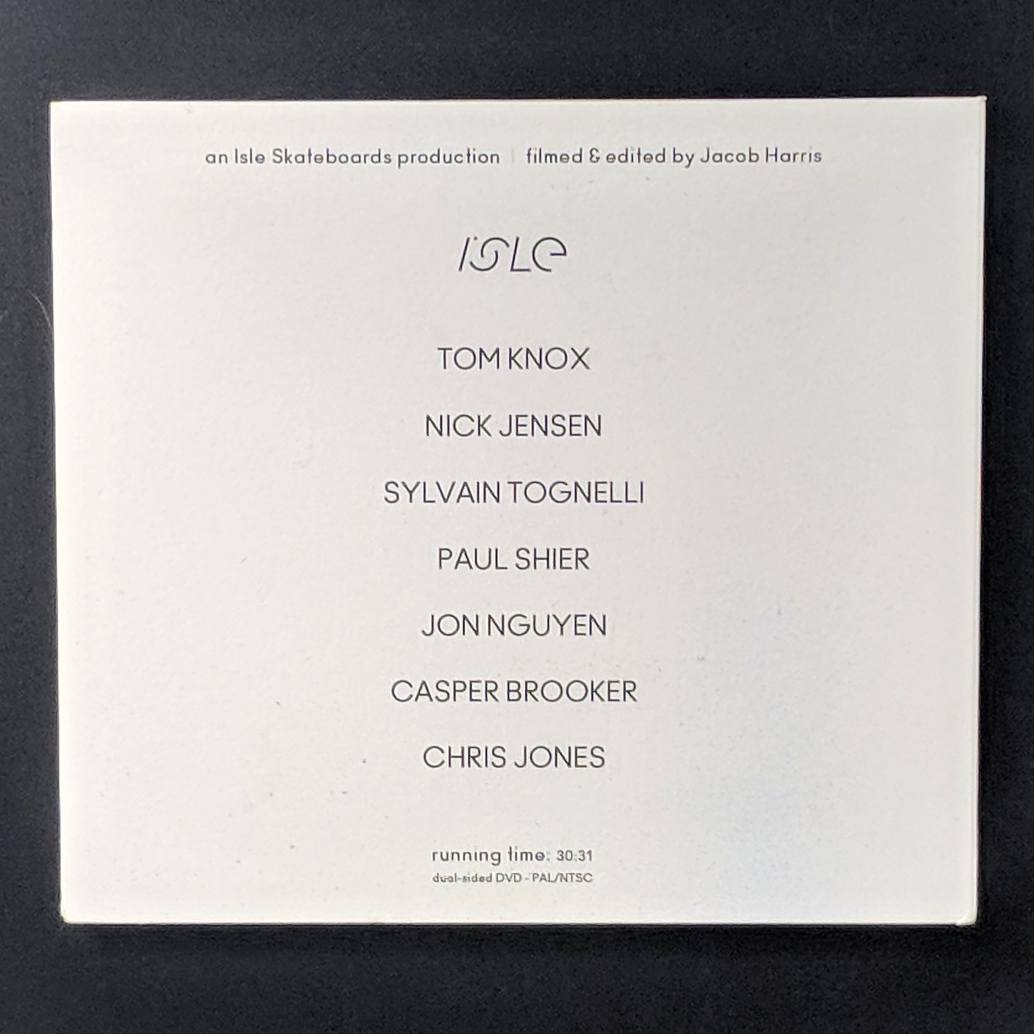 an Isle Skateboards production | filmed & edited by Jacob Harris
ISLe
TOM KNOX
NICK JENSEN
SYLVAIN TOGNELLI
PAUL SHIER
JON NGUYEN
CASPER BROOKER
CHRIS JONES
running time: 30:31
dual-sided DVD - PAL/NTSC